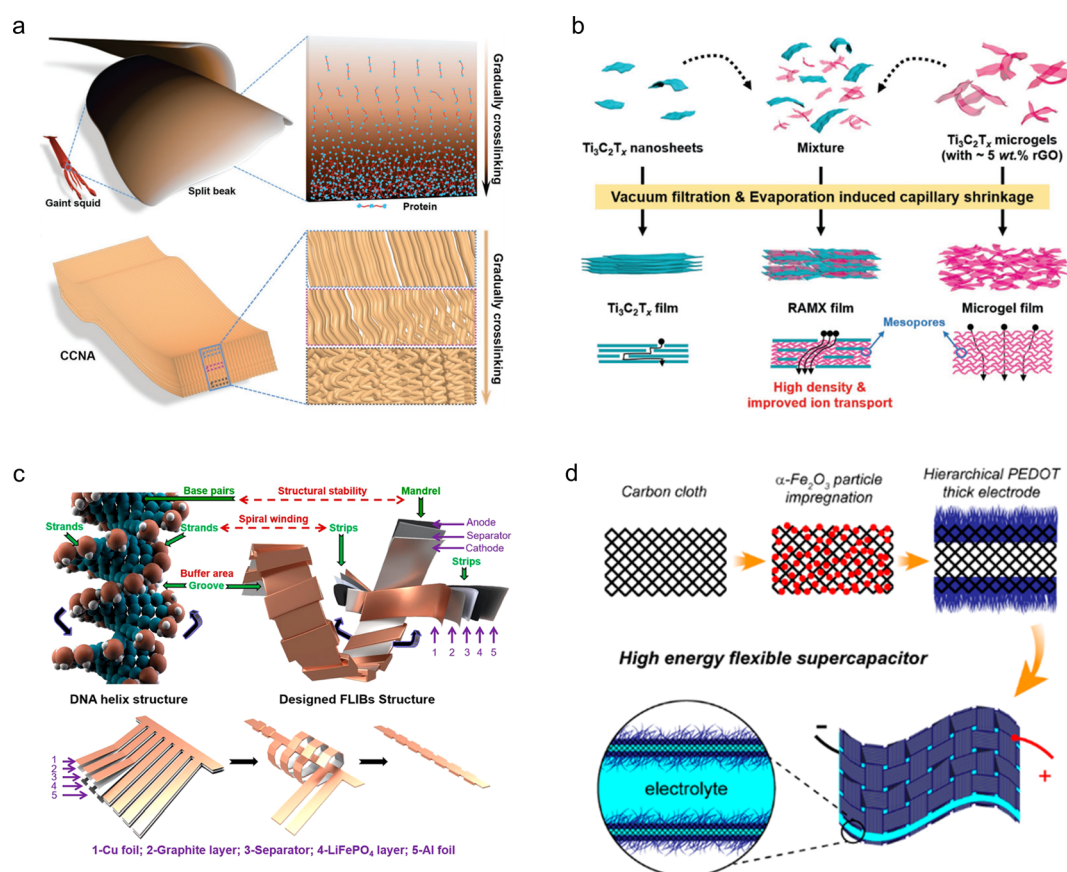 a
Gradually crosslinking
Split beak
Gaint squid
Protein
Gradually crosslinking
CCNA
b
Ti₃C₂Tₓ nanosheets
Mixture
Ti₃C₂Tₓ microgels
(with ~ 5 wt.% rGO)
Vacuum filtration & Evaporation induced capillary shrinkage
Ti₃C₂Tₓ film
RAMX film
Microgel film
Mesopores
High density &
improved ion transport
c
Base pairs
Structural stability
Mandrel
Strands
Strands
Spiral winding
Strips
Anode
Separator
Cathode
Strips
Buffer area
Groove
1 2 3 4 5
DNA helix structure
Designed FLIBs Structure
1
2
3
4
5
1-Cu foil; 2-Graphite layer; 3-Separator; 4-LiFePO₄ layer; 5-Al foil
d
Carbon cloth
α-Fe₂O₃ particle
impregnation
Hierarchical PEDOT
thick electrode
High energy flexible supercapacitor
electrolyte
–
+